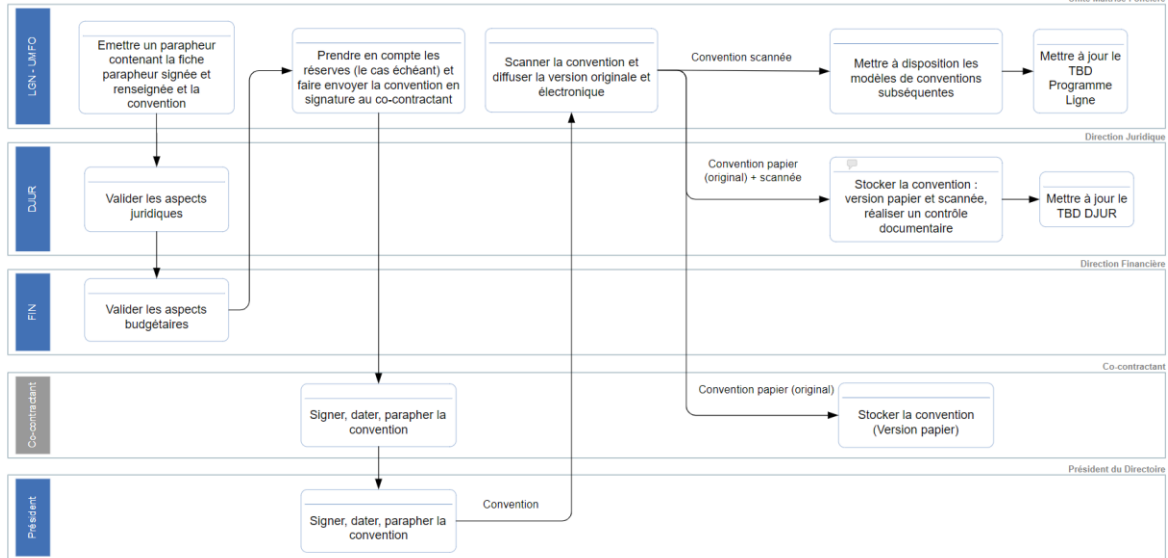 Unité Maîtrise Foncière
LGN - UMFO
Emettre un parapheur
contenant la fiche
parapheur signée et
renseignée et la
convention
Prendre en compte les
réserves (le cas échéant) et
faire envoyer la convention en
signature au co-contractant
Scanner la convention et
diffuser la version originale et
électronique
Convention scannée
Mettre à disposition les
modèles de conventions
subséquentes
Mettre à jour le
TBD
Programme
Ligne
Direction Juridique
DJUR
Valider les aspects
juridiques
Convention papier
(original) + scannée
Stocker la convention :
version papier et scannée,
réaliser un contrôle
documentaire
Mettre à jour le
TBD DJUR
Direction Financière
FIN
Valider les aspects
budgétaires
Co-contractant
Co-contractant
Signer, dater, parapher la
convention
Convention papier (original)
Stocker la convention
(Version papier)
Président du Directoire
Président
Signer, dater, parapher la
convention
Convention